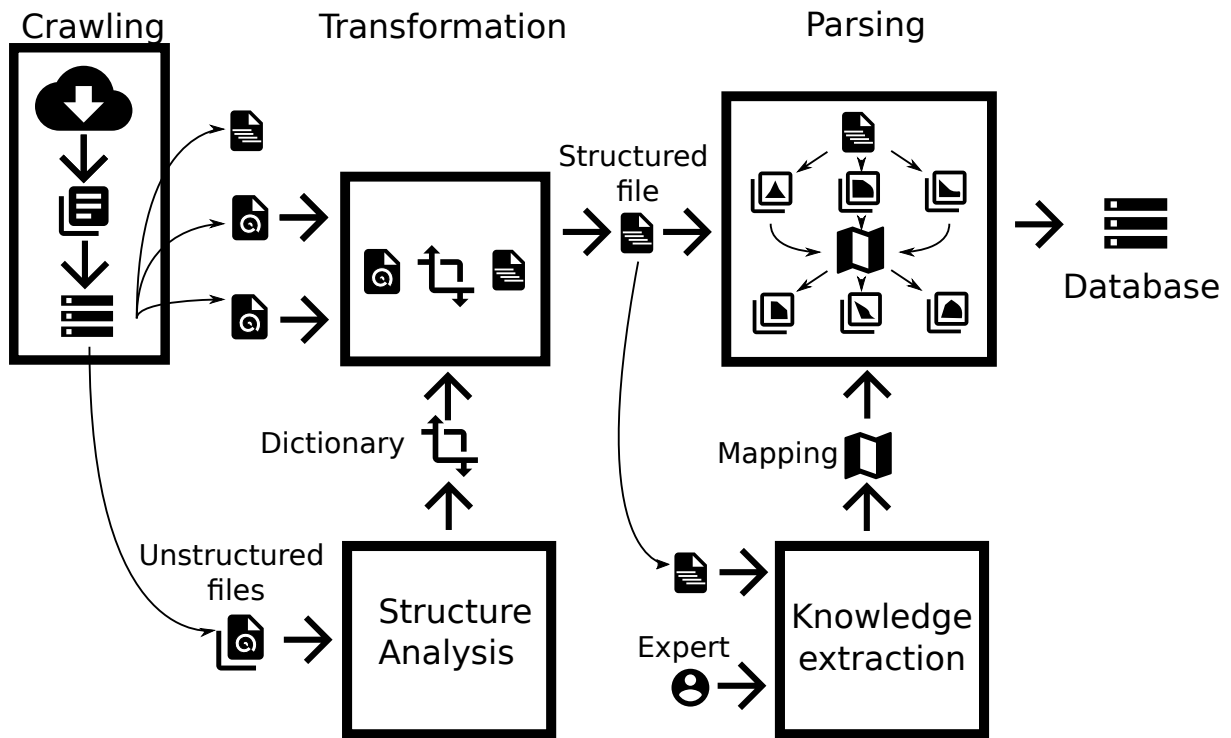 Crawling
Transformation
Parsing
Structured
file
Database
Dictionary
Mapping
Unstructured
files
Structure
Analysis
Knowledge
extraction
Expert